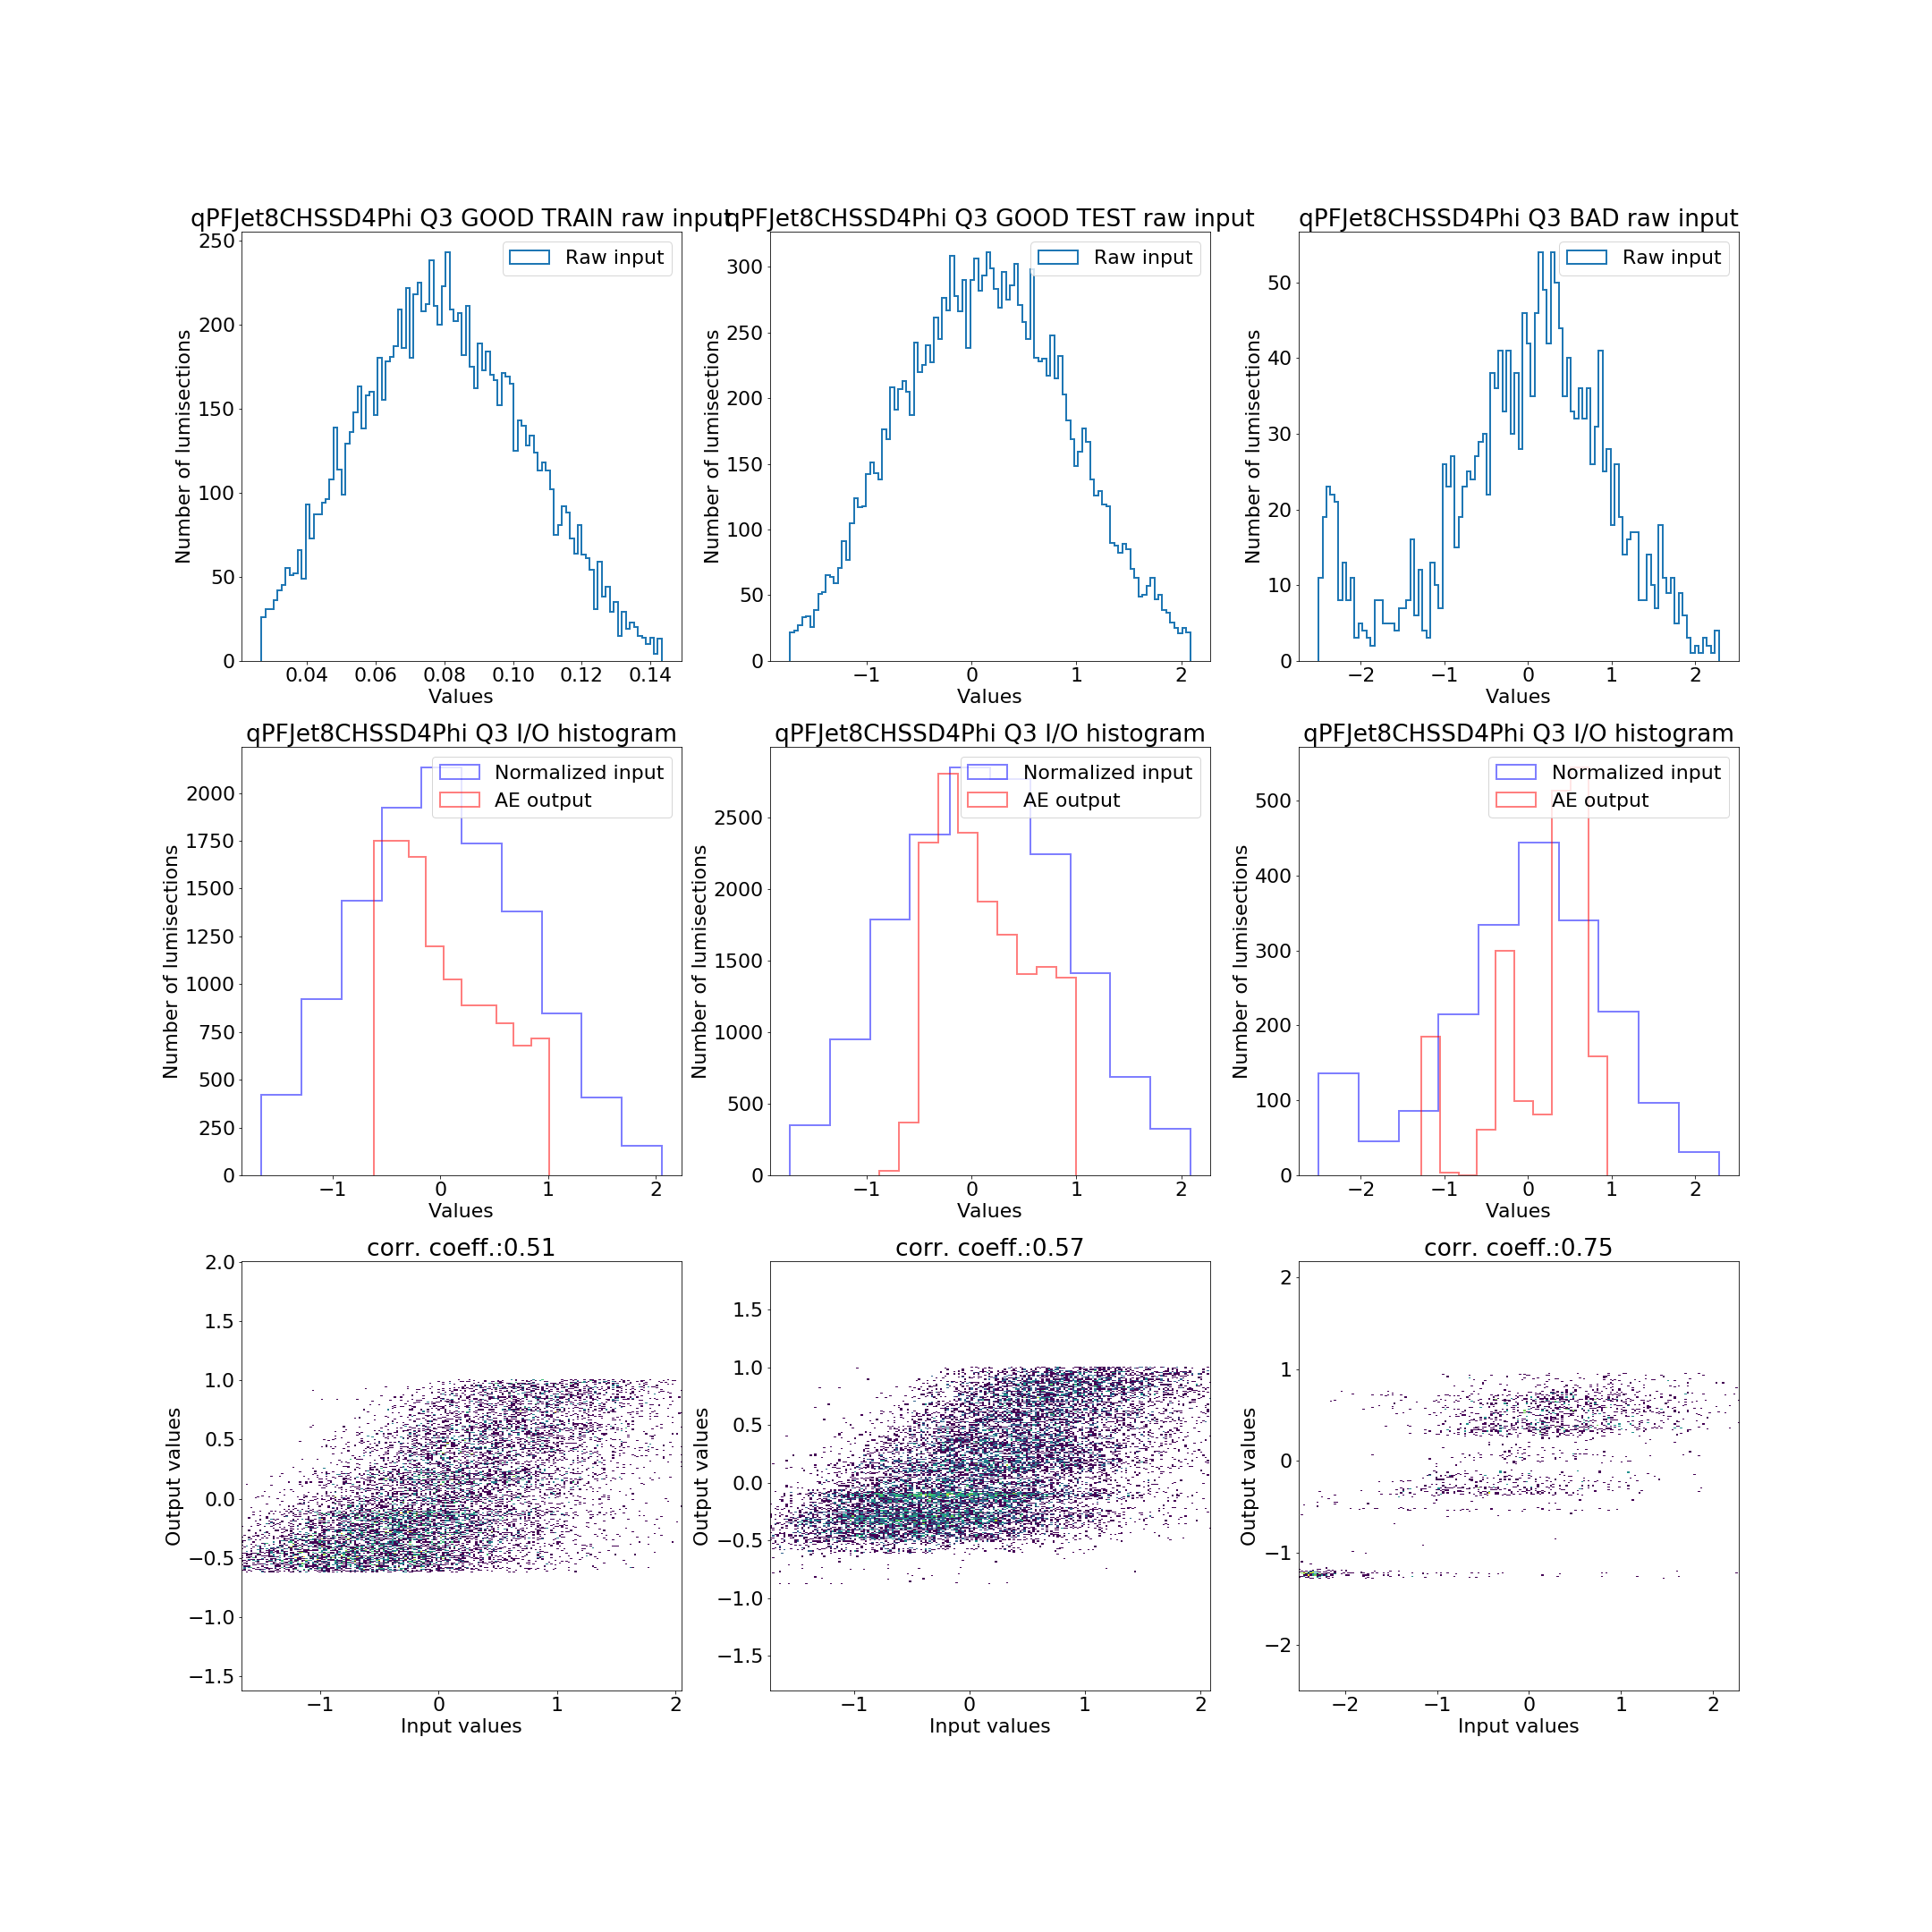 qPFJet8CHSSD4Phi Q3 GOOD TRAIN raw input
Number of lumisections
250
200
150
100
50
0
Raw input
0.04 0.06 0.08 0.10 0.12 0.14
Values
qPFJet8CHSSD4Phi Q3 GOOD TEST raw input
Number of lumisections
300
250
200
150
100
50
0
Raw input
−1 0 1 2
Values
qPFJet8CHSSD4Phi Q3 BAD raw input
Number of lumisections
50
40
30
20
10
0
Raw input
−2 −1 0 1 2
Values
qPFJet8CHSSD4Phi Q3 I/O histogram
Number of lumisections
2000
1750
1500
1250
1000
750
500
250
0
Normalized input
AE output
−1 0 1 2
Values
qPFJet8CHSSD4Phi Q3 I/O histogram
Number of lumisections
2500
2000
1500
1000
500
0
Normalized input
AE output
−1 0 1 2
Values
qPFJet8CHSSD4Phi Q3 I/O histogram
Number of lumisections
500
400
300
200
100
0
Normalized input
AE output
−2 −1 0 1 2
Values
corr. coeff.:0.51
Output values
2.0
1.5
1.0
0.5
0.0
−0.5
−1.0
−1.5
−1 0 1 2
Input values
corr. coeff.:0.57
Output values
1.5
1.0
0.5
0.0
−0.5
−1.0
−1.5
−1 0 1 2
Input values
corr. coeff.:0.75
Output values
2
1
0
−1
−2
−2 −1 0 1 2
Input values